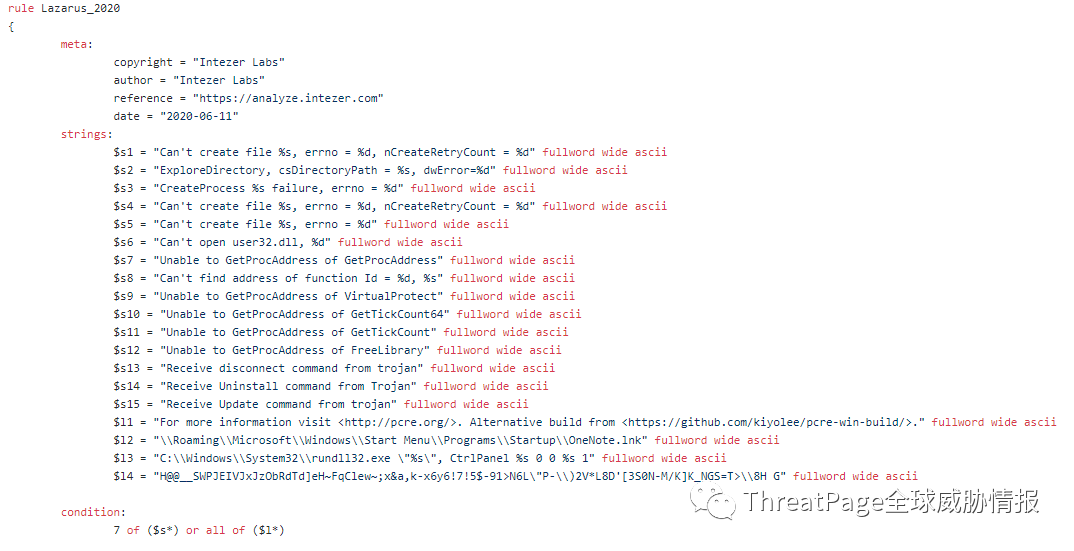 rule Lazarus_2020
{
meta:
copyright = "Intezer Labs"
author = "Intezer Labs"
reference = "https://analyze.intezer.com"
date = "2020-06-11"
strings:
$s1 = "Can't create file %s, errno = %d, nCreateRetryCount = %d" fullword wide ascii
$s2 = "ExploreDirectory, csDirectoryPath = %s, dwError=%d" fullword wide ascii
$s3 = "CreateProcess %s failure, errno = %d" fullword wide ascii
$s4 = "Can't create file %s, errno = %d, nCreateRetryCount = %d" fullword wide ascii
$s5 = "Can't create file %s, errno = %d" fullword wide ascii
$s6 = "Can't open user32.dll, %d" fullword wide ascii
$s7 = "Unable to GetProcAddress of GetProcAddress" fullword wide ascii
$s8 = "Can't find address of function Id = %d, %s" fullword wide ascii
$s9 = "Unable to GetProcAddress of VirtualProtect" fullword wide ascii
$s10 = "Unable to GetProcAddress of GetTickCount64" fullword wide ascii
$s11 = "Unable to GetProcAddress of GetTickCount" fullword wide ascii
$s12 = "Unable to GetProcAddress of FreeLibrary" fullword wide ascii
$s13 = "Receive disconnect command from trojan" fullword wide ascii
$s14 = "Receive Uninstall command from Trojan" fullword wide ascii
$s15 = "Receive Update command from trojan" fullword wide ascii
$l1 = "For more information visit <http://pcre.org/>. Alternative build from <https://github.com/kiyolee/pcre-win-build/>." fullword wide ascii
$l2 = "\\Roaming\\Microsoft\\Windows\\Start Menu\\Programs\\Startup\\OneNote.lnk" fullword wide ascii
$l3 = "C:\\Windows\\System32\\rundll32.exe \"%s\", CtrlPanel %s 0 0 %s 1" fullword wide ascii
$l4 = "H@@__SWPJEIVJxJzObRdTd]eH~FqClew~;x&a,k-x6y6!7!5$-91>N6L\"P-\\)2V*L8D'[3S0N-M/K]K_NGS=T>\\8H G" fullword wide ascii
condition:
7 of ($s*) or all of ($l*)
ThreatPage全球威胁情报